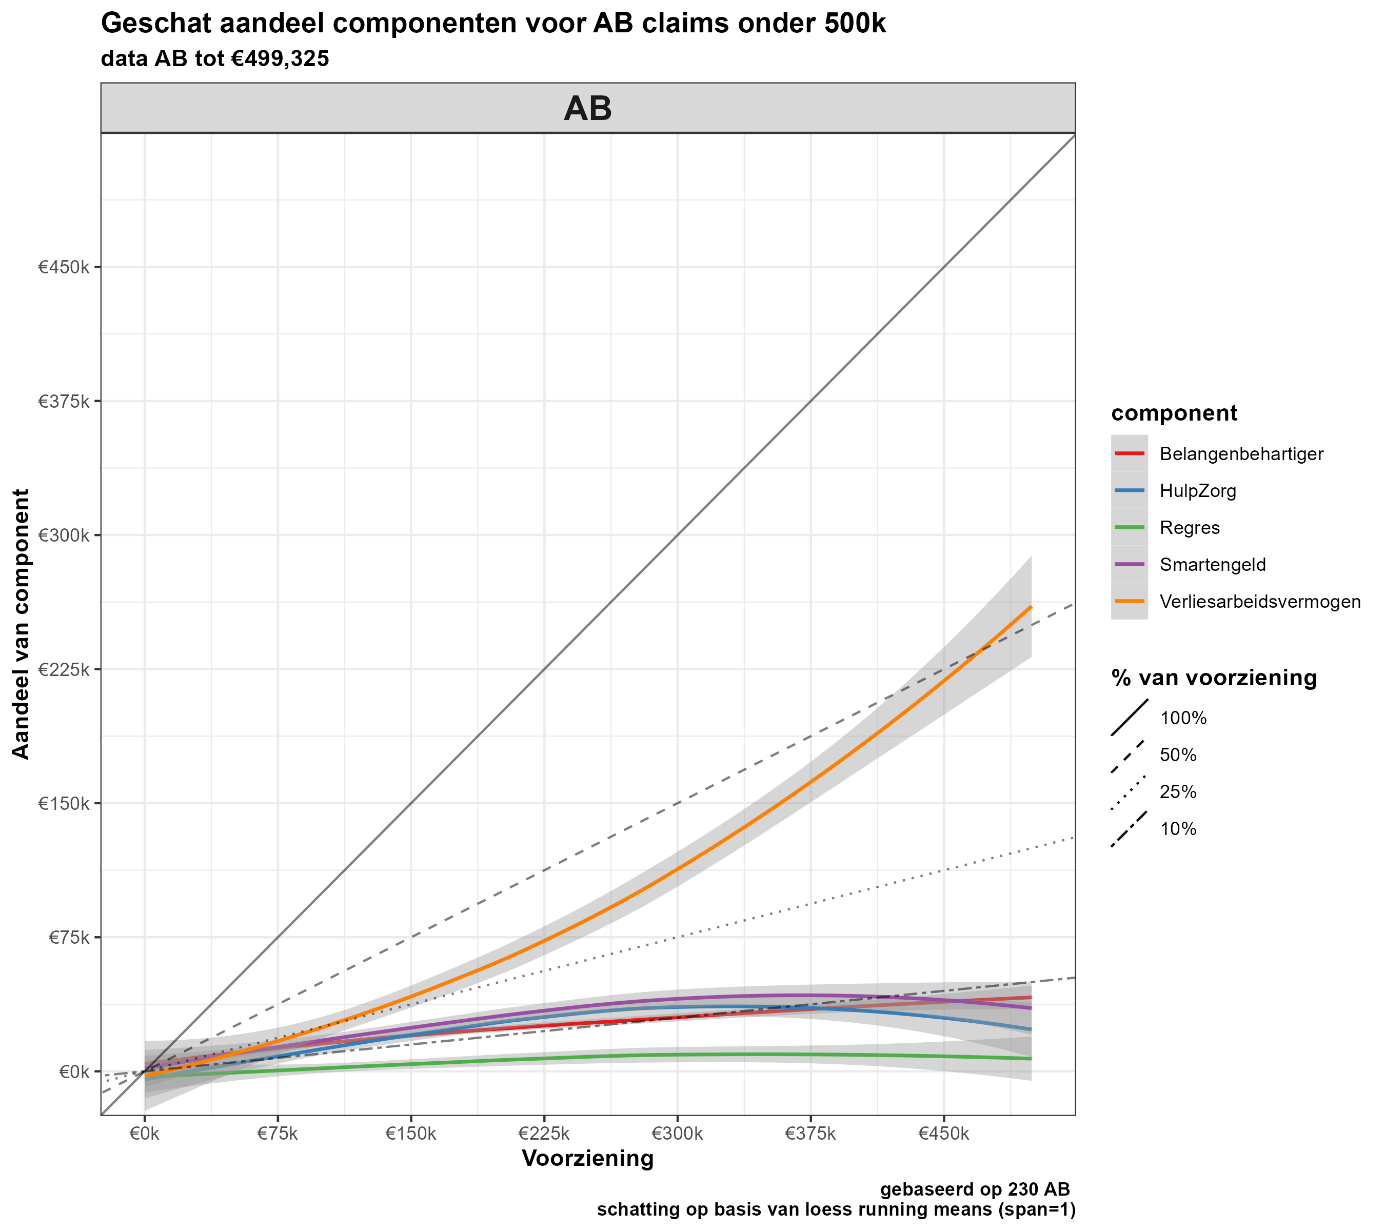 Geschat aandeel componenten voor AB claims onder 500k
data AB tot €499,325
AB
Aandeel van component
€450k
€375k
€300k
€225k
€150k
€75k
€0k
€0k
€75k
€150k
€225k
€300k
€375k
€450k
Voorziening
component
Belangenbehartiger
HulpZorg
Regres
Smartengeld
Verliesarbeidsvermogen
% van voorziening
100%
50%
25%
10%
gebaseerd op 230 AB
schatting op basis van loess running means (span=1)